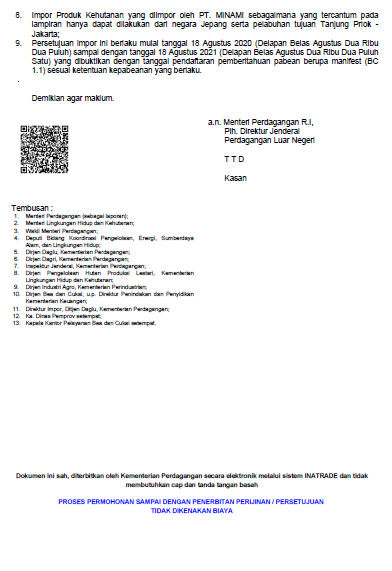 8. Impor Produk Kehutanan yang diimpor oleh PT. MINAMI sebagaimana yang tercantum pada
lampiran hanya dapat dilakukan dari negara Jepang serta pelabuhan tujuan Tanjung Priok -
Jakarta;
9. Persetujuan Impor ini berlaku mulai tanggal 18 Agustus 2020 (Delapan Belas Agustus Dua Ribu
Dua Puluh) sampai dengan tanggal 18 Agustus 2021 (Delapan Belas Agustus Dua Ribu Dua Puluh
Satu) yang dibuktikan dengan tanggal pendaftaran pemberitahuan pabean berupa manifest (BC
1.1) sesuai ketentuan kepabeanan yang berlaku.
.
Demikian agar maklum.
a.n. Menteri Perdagangan R.I,
Plh. Direktur Jenderal
Perdagangan Luar Negeri
T T D
Kasan
Tembusan :
1. Menteri Perdagangan (sebagai laporan);
2. Menteri Lingkungan Hidup dan Kehutanan;
3. Wakil Menteri Perdagangan;
4. Deputi Bidang Koordinasi Pengelolaan, Energi, Sumberdaya
Alam, dan Lingkungan Hidup;
5. Dirjen Daglu, Kementerian Perdagangan;
6. Dirjen Dagri, Kementerian Perdagangan;
7. Inspektur Jenderal, Kementerian Perdagangan;
8. Dirjen Pengelolaan Hutan Produksi Lestari, Kementerian
Lingkungan Hidup dan Kehutanan;
9. Dirjen Industri Agro, Kementerian Perindustrian;
10. Dirjen Bea dan Cukai, u.p. Direktur Penindakan dan Penyidikan
Kementerian Keuangan;
11. Direktur Impor, Ditjen Daglu, Kementerian Perdagangan;
12. Ka. Dinas Pemprov setempat;
13. Kepala Kantor Pelayanan Bea dan Cukai setempat.
Dokumen ini sah, diterbitkan oleh Kementerian Perdagangan secara elektronik melalui sistem INATRADE dan tidak
membutuhkan cap dan tanda tangan basah
PROSES PERMOHONAN SAMPAI DENGAN PENERBITAN PERIJINAN / PERSETUJUAN
TIDAK DIKENAKAN BIAYA